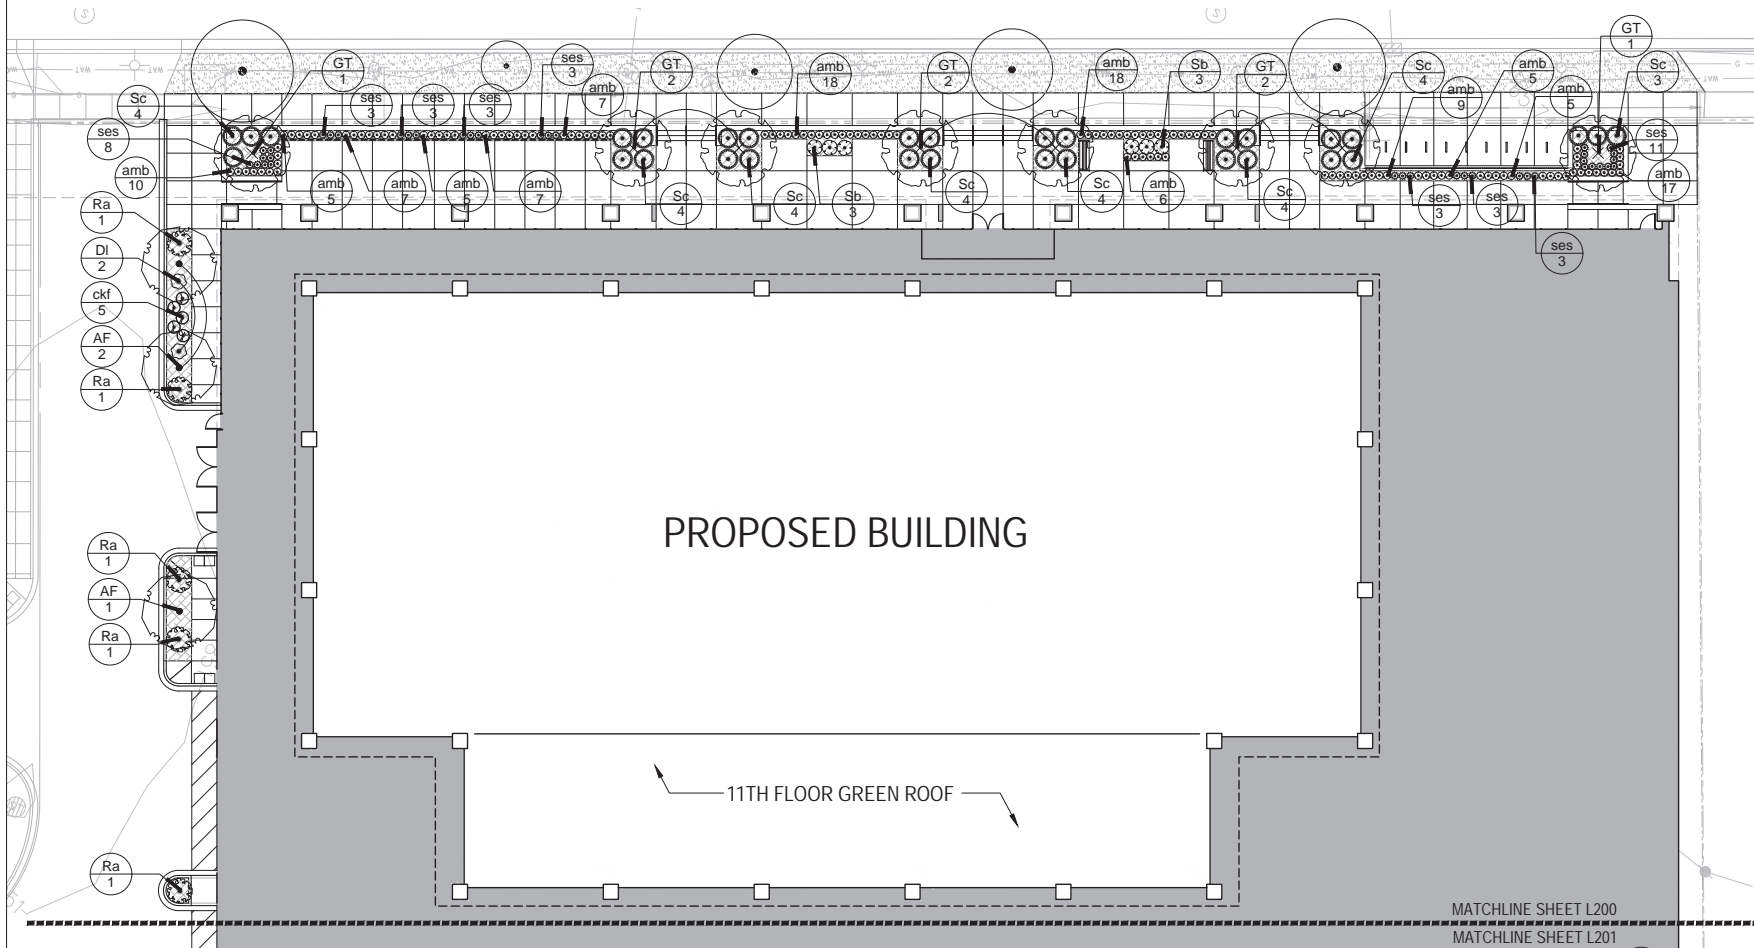 GT
1
Sc
4
ses
8
amb
10
ses
3
ses
3
ses
3
ses
3
amb
7
GT
2
amb
18
GT
2
amb
18
Sb
3
GT
2
Sc
4
amb
9
amb
5
amb
5
GT
1
Sc
3
ses
11
amb
17
amb
5
amb
7
amb
5
amb
7
Sc
4
Sc
4
Sb
3
Sc
4
Sc
4
amb
6
Sc
4
ses
3
ses
3
ses
3
Ra
1
DI
2
ckf
5
AF
2
Ra
1
Ra
1
AF
1
Ra
1
Ra
1
PROPOSED BUILDING
11TH FLOOR GREEN ROOF
MATCHLINE SHEET L200
MATCHLINE SHEET L201